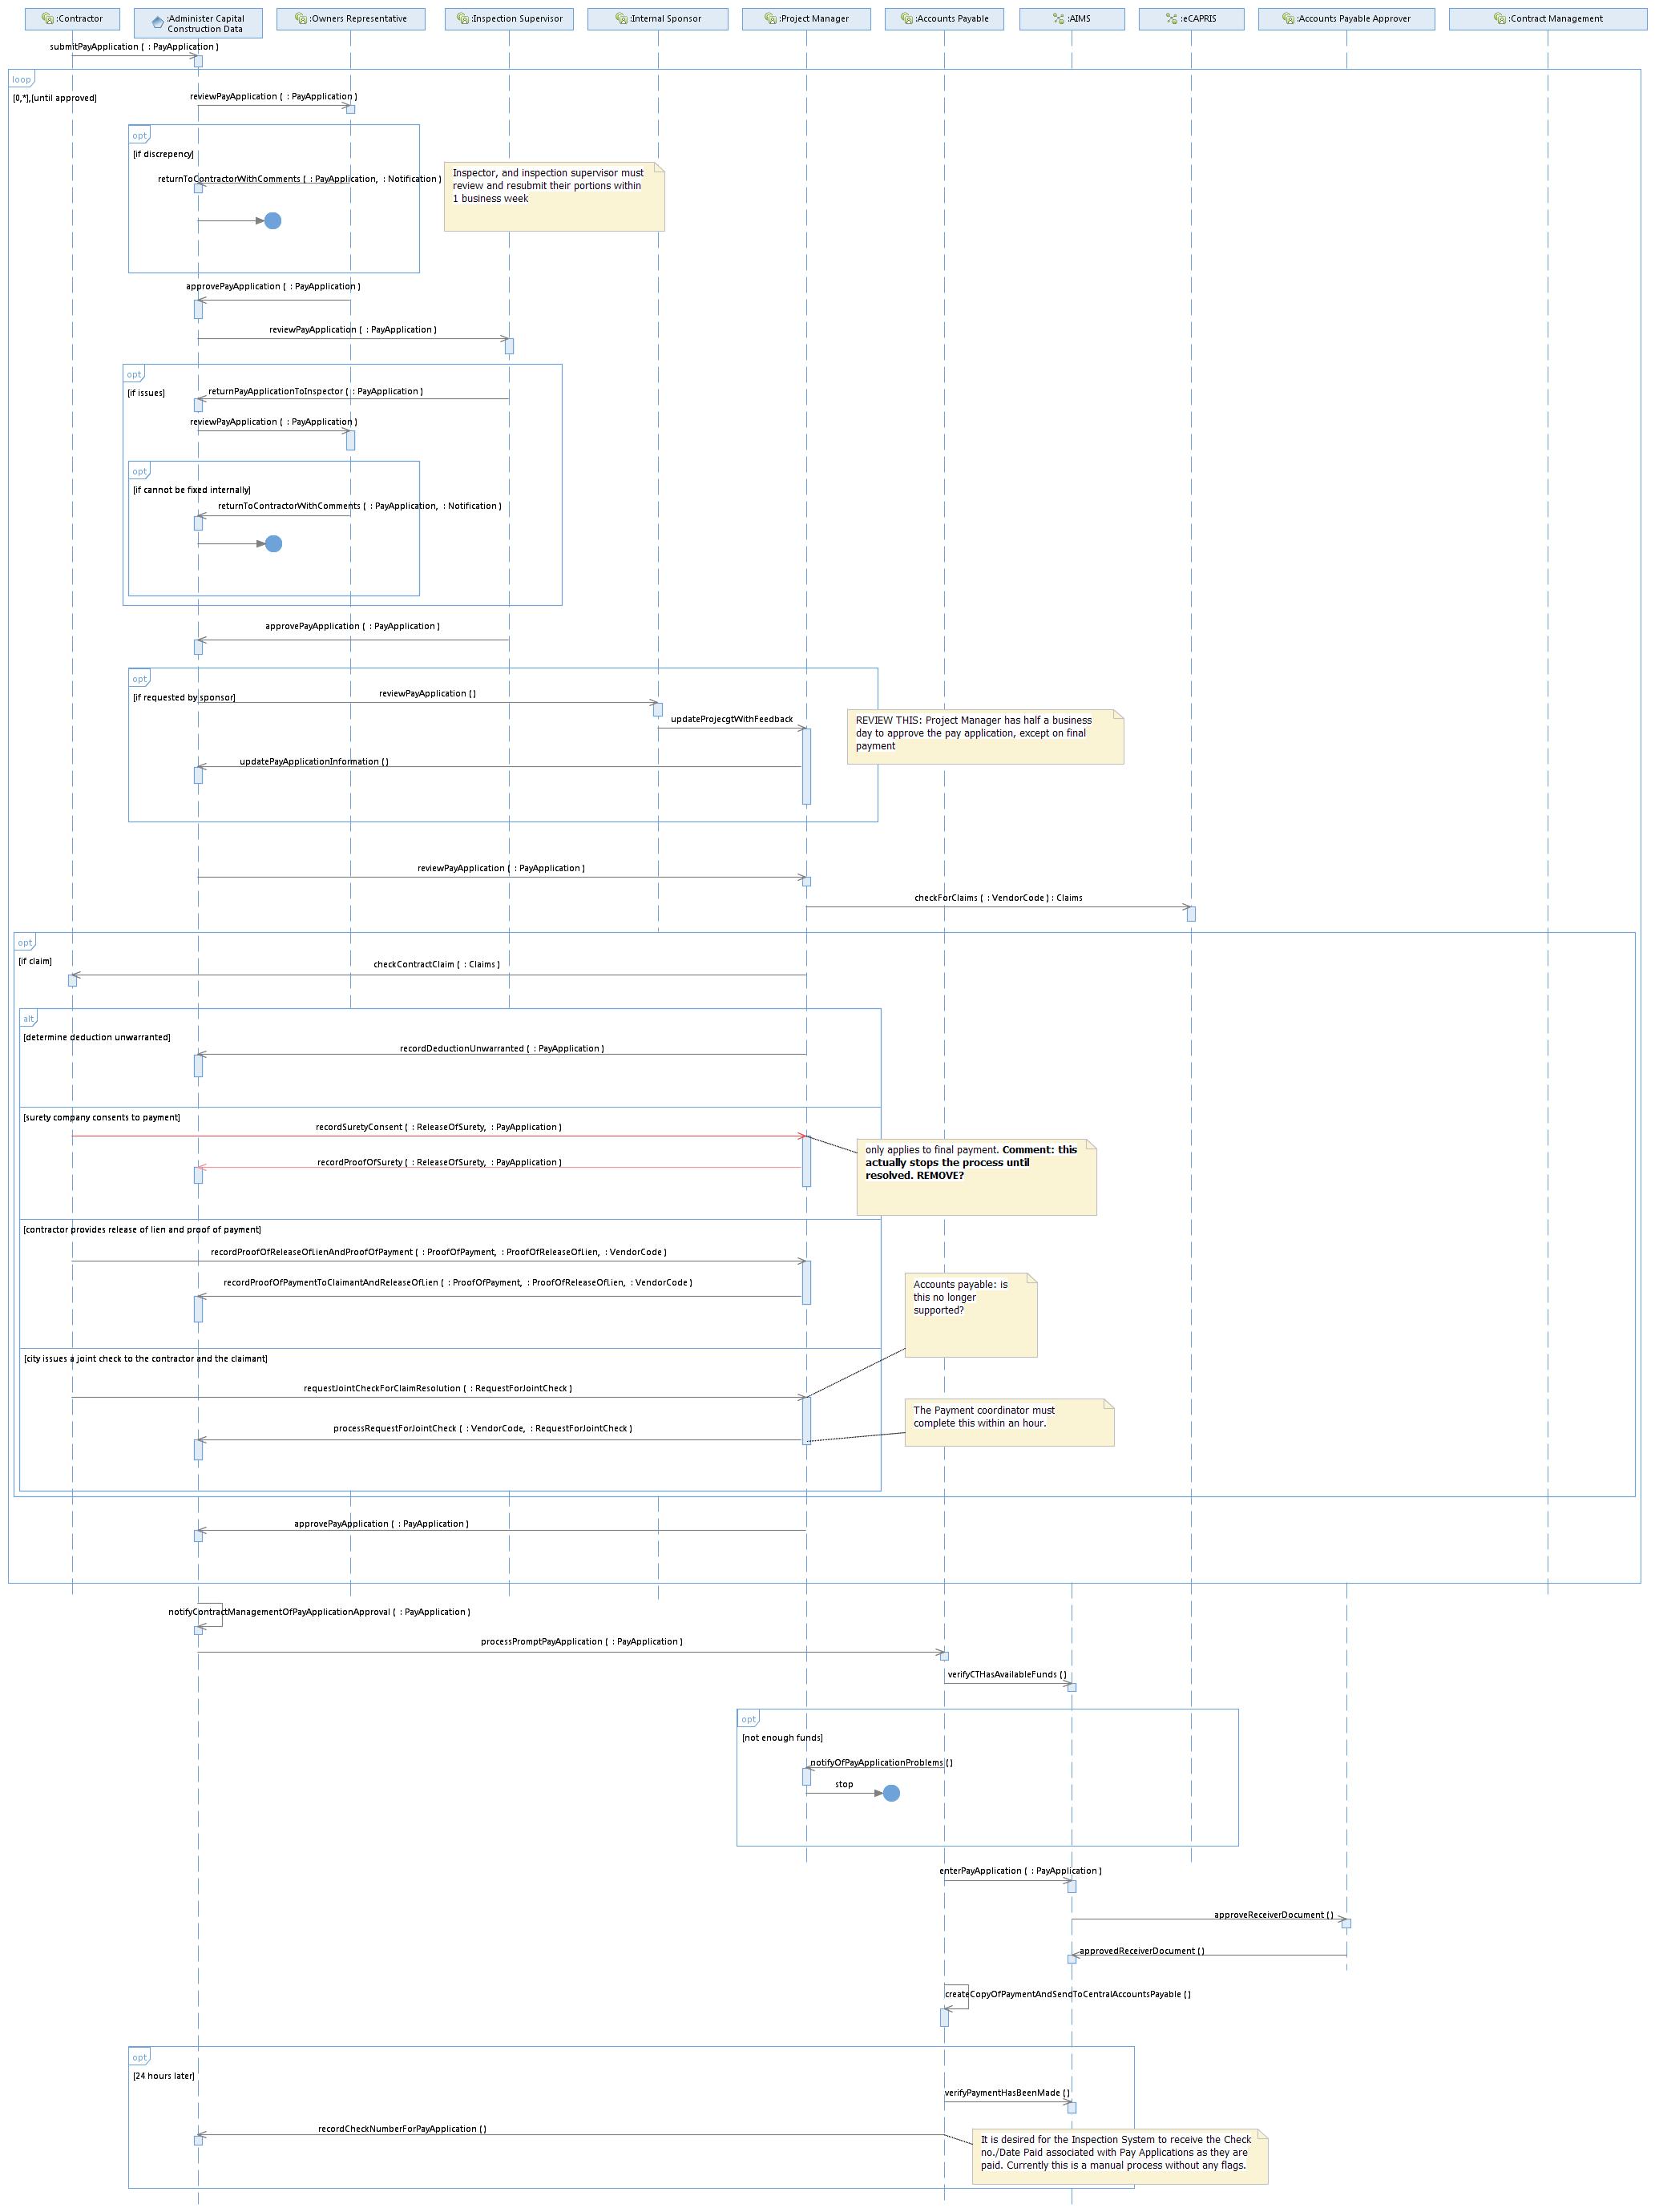 :Contractor
:Administer Capital
Construction Data
:Owners Representative
:Inspection Supervisor
:Internal Sponsor
:Project Manager
:Accounts Payable
:AIMS
:eCAPRIS
:Accounts Payable Approver
:Contract Management
submitPayApplication ( : PayApplication )
loop
[0,*],[until approved]
reviewPayApplication ( : PayApplication )
opt
[if discrepency]
returnToContractorWithComments ( : PayApplication, : Notification )
Inspector, and inspection supervisor must
review and resubmit their portions within
1 business week
approvePayApplication ( : PayApplication )
reviewPayApplication ( : PayApplication )
opt
[if issues]
returnPayApplicationToInspector ( : PayApplication )
reviewPayApplication ( : PayApplication )
opt
[if cannot be fixed internally]
returnToContractorWithComments ( : PayApplication, : Notification )
approvePayApplication ( : PayApplication )
opt
[if requested by sponsor]
reviewPayApplication ( )
updateProjecgtWithFeedback
REVIEW THIS: Project Manager has half a business
day to approve the pay application, except on final
payment
updatePayApplicationInformation ( )
reviewPayApplication ( : PayApplication )
checkForClaims ( : VendorCode ) : Claims
opt
[if claim]
checkContractClaim ( : Claims )
alt
[determine deduction unwarranted]
recordDeductionUnwarranted ( : PayApplication )
[surety company consents to payment]
recordSuretyConsent ( : ReleaseOfSurety, : PayApplication )
only applies to final payment. Comment: this
actually stops the process until
resolved. REMOVE?
recordProofOfSurety ( : ReleaseOfSurety, : PayApplication )
[contractor provides release of lien and proof of payment]
recordProofOfReleaseOfLienAndProofOfPayment ( : ProofOfPayment, : ProofOfReleaseOfLien, : VendorCode )
recordProofOfPaymentToClaimantAndReleaseOfLien ( : ProofOfPayment, : ProofOfReleaseOfLien, : VendorCode )
Accounts payable: is
this no longer
supported?
[city issues a joint check to the contractor and the claimant]
requestJointCheckForClaimResolution ( : RequestForJointCheck )
The Payment coordinator must
complete this within an hour.
processRequestForJointCheck ( : VendorCode, : RequestForJointCheck )
approvePayApplication ( : PayApplication )
notifyContractManagementOfPayApplicationApproval ( : PayApplication )
processPromptPayApplication ( : PayApplication )
verifyCTHasAvailableFunds ( )
opt
[not enough funds]
notifyOfPayApplicationProblems ( )
stop
enterPayApplication ( : PayApplication )
approveReceiverDocument ( )
approvedReceiverDocument ( )
createCopyOfPaymentAndSendToCentralAccountsPayable ( )
opt
[24 hours later]
verifyPaymentHasBeenMade ( )
recordCheckNumberForPayApplication ( )
It is desired for the Inspection System to receive the Check
no./Date Paid associated with Pay Applications as they are
paid. Currently this is a manual process without any flags.